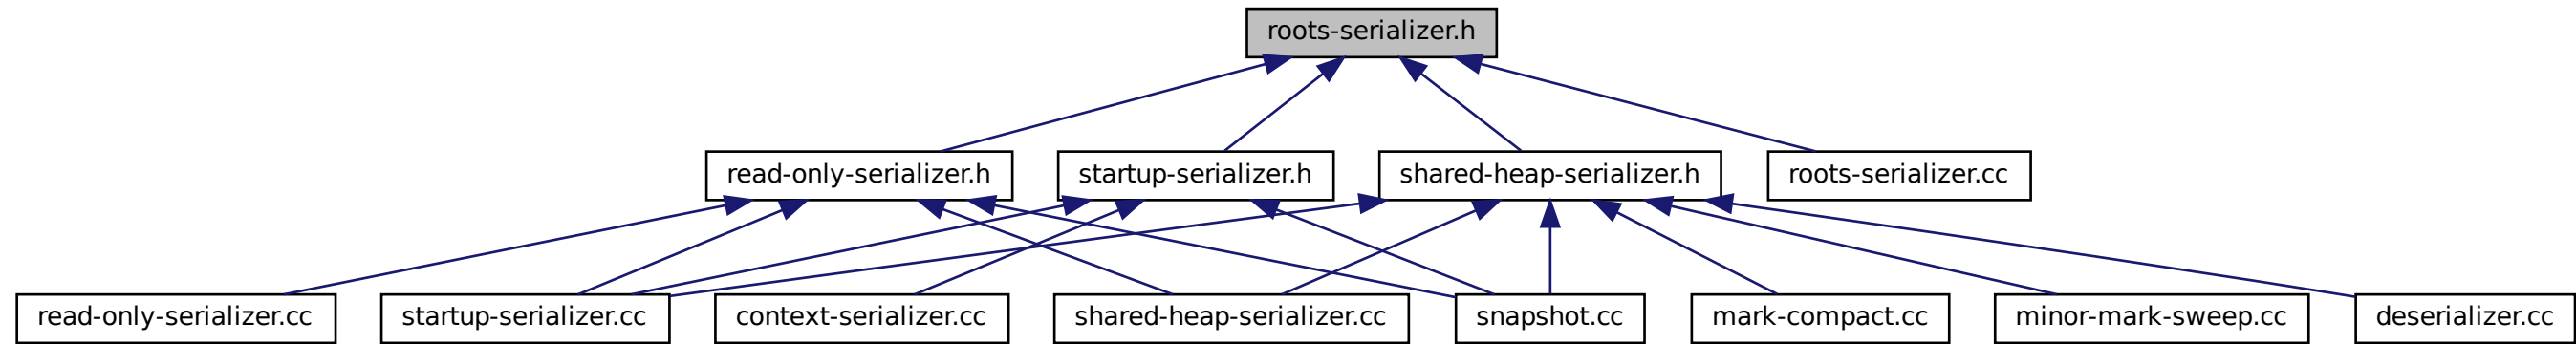 roots-serializer.h
read-only-serializer.h
startup-serializer.h
shared-heap-serializer.h
roots-serializer.cc
read-only-serializer.cc
startup-serializer.cc
context-serializer.cc
shared-heap-serializer.cc
snapshot.cc
mark-compact.cc
minor-mark-sweep.cc
deserializer.cc